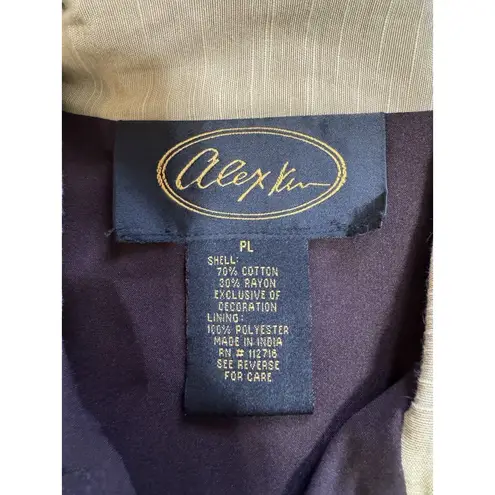 alex kim
PL
SHELL:
70% COTTON
30% RAYON
EXCLUSIVE OF
DECORATION
LINING:
100% POLYESTER
MADE IN INDIA
RN # 112716
SEE REVERSE
FOR CARE